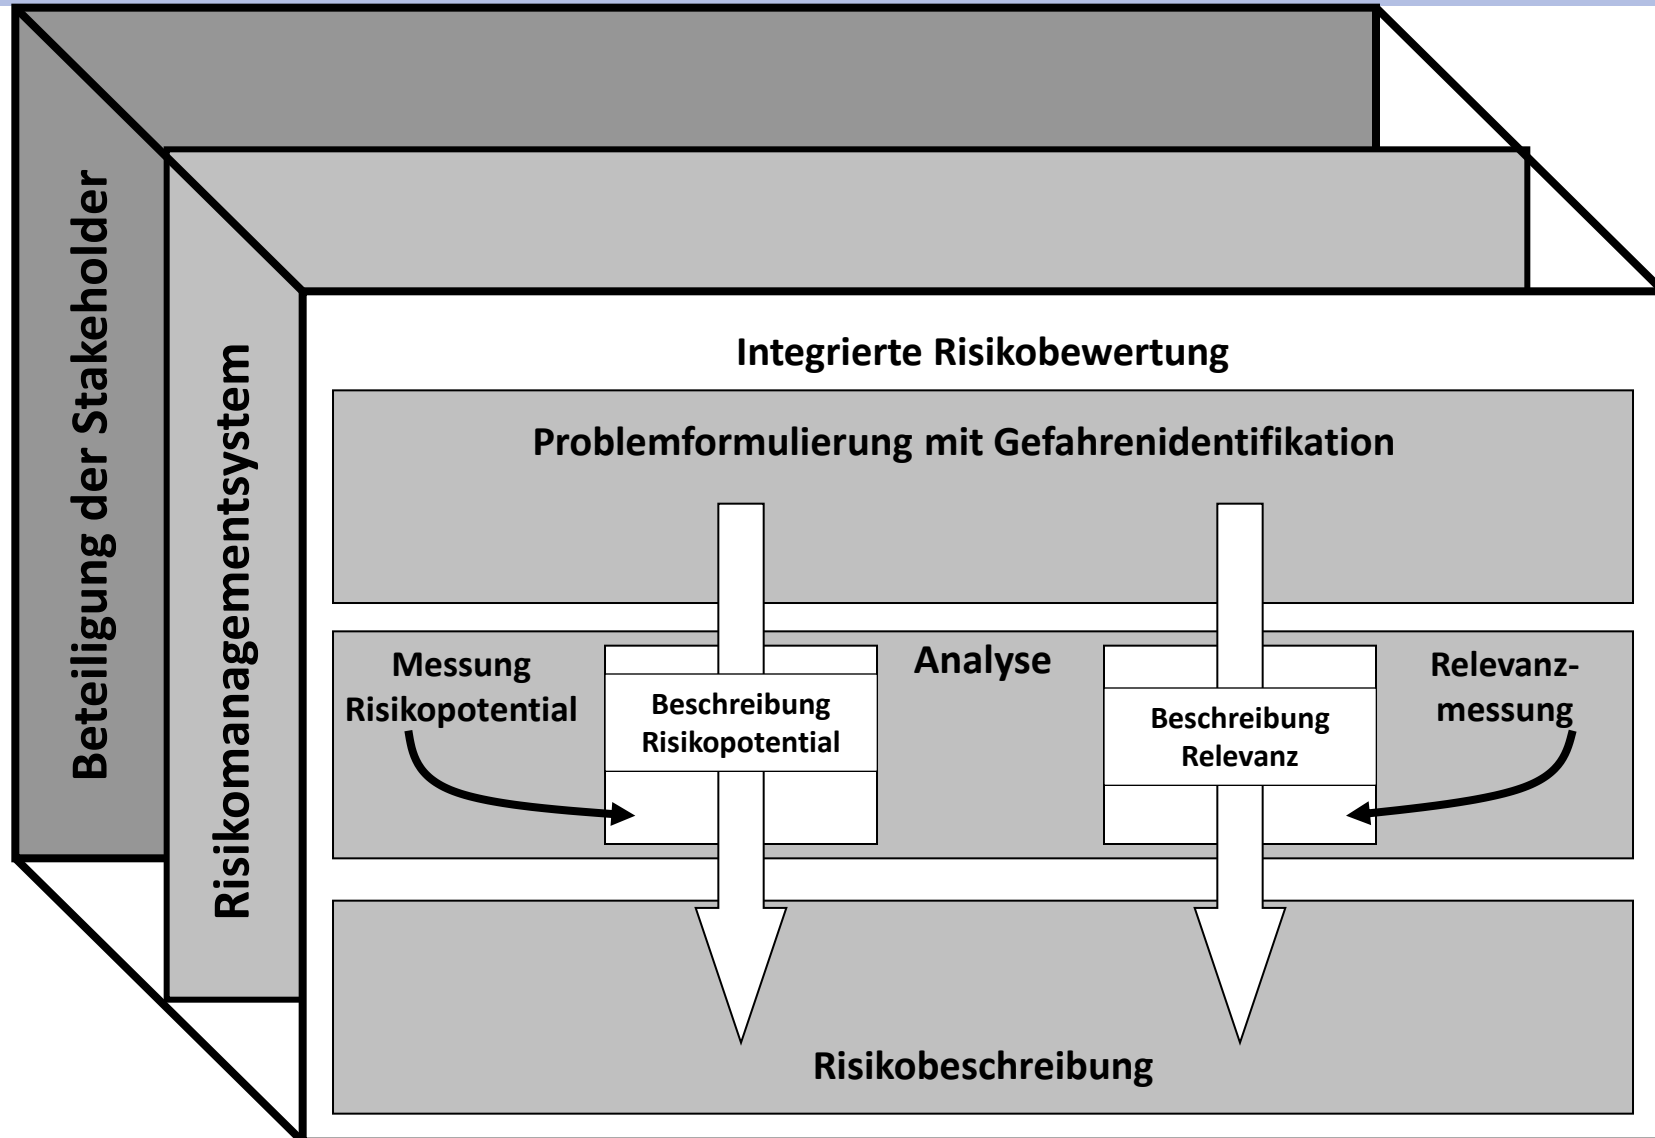 Beteiligung der Stakeholder
Risikomanagementsystem
Integrierte Risikobewertung
Problemformulierung mit Gefahrenidentifikation
Analyse
Messung
Risikopotential
Beschreibung
Risikopotential
Beschreibung
Relevanz
Relevanz-
messung
Risikobeschreibung